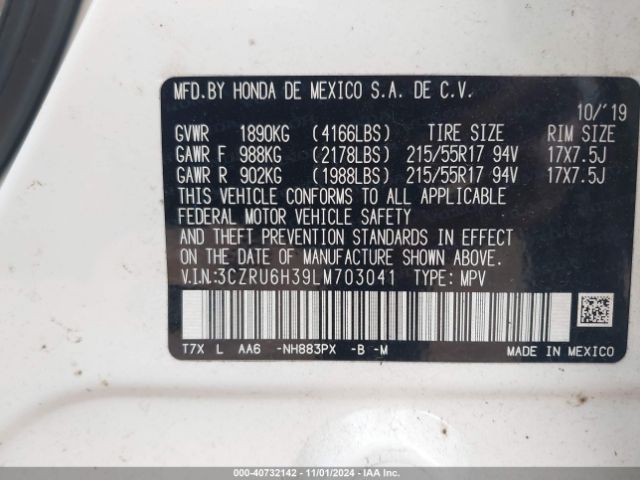 MFD.BY HONDA DE MEXICO S.A. DE C.V.
10/'19
GVWR 1890KG (4166LBS) TIRE SIZE RIM SIZE
GAWR F 988KG (2178LBS) 215/55R17 94V 17X7.5J
GAWR R 902KG (1988LBS) 215/55R17 94V 17X7.5J
THIS VEHICLE CONFORMS TO ALL APPLICABLE
FEDERAL MOTOR VEHICLE SAFETY
AND THEFT PREVENTION STANDARDS IN EFFECT
ON THE DATE OF MANUFACTURE SHOWN ABOVE.
V.I.N:3CZRU6H39LM703041 TYPE: MPV
T7X L AA6 -NH883PX -B -M MADE IN MEXICO
000-40732142 - 11/01/2024 - IAAI.CA